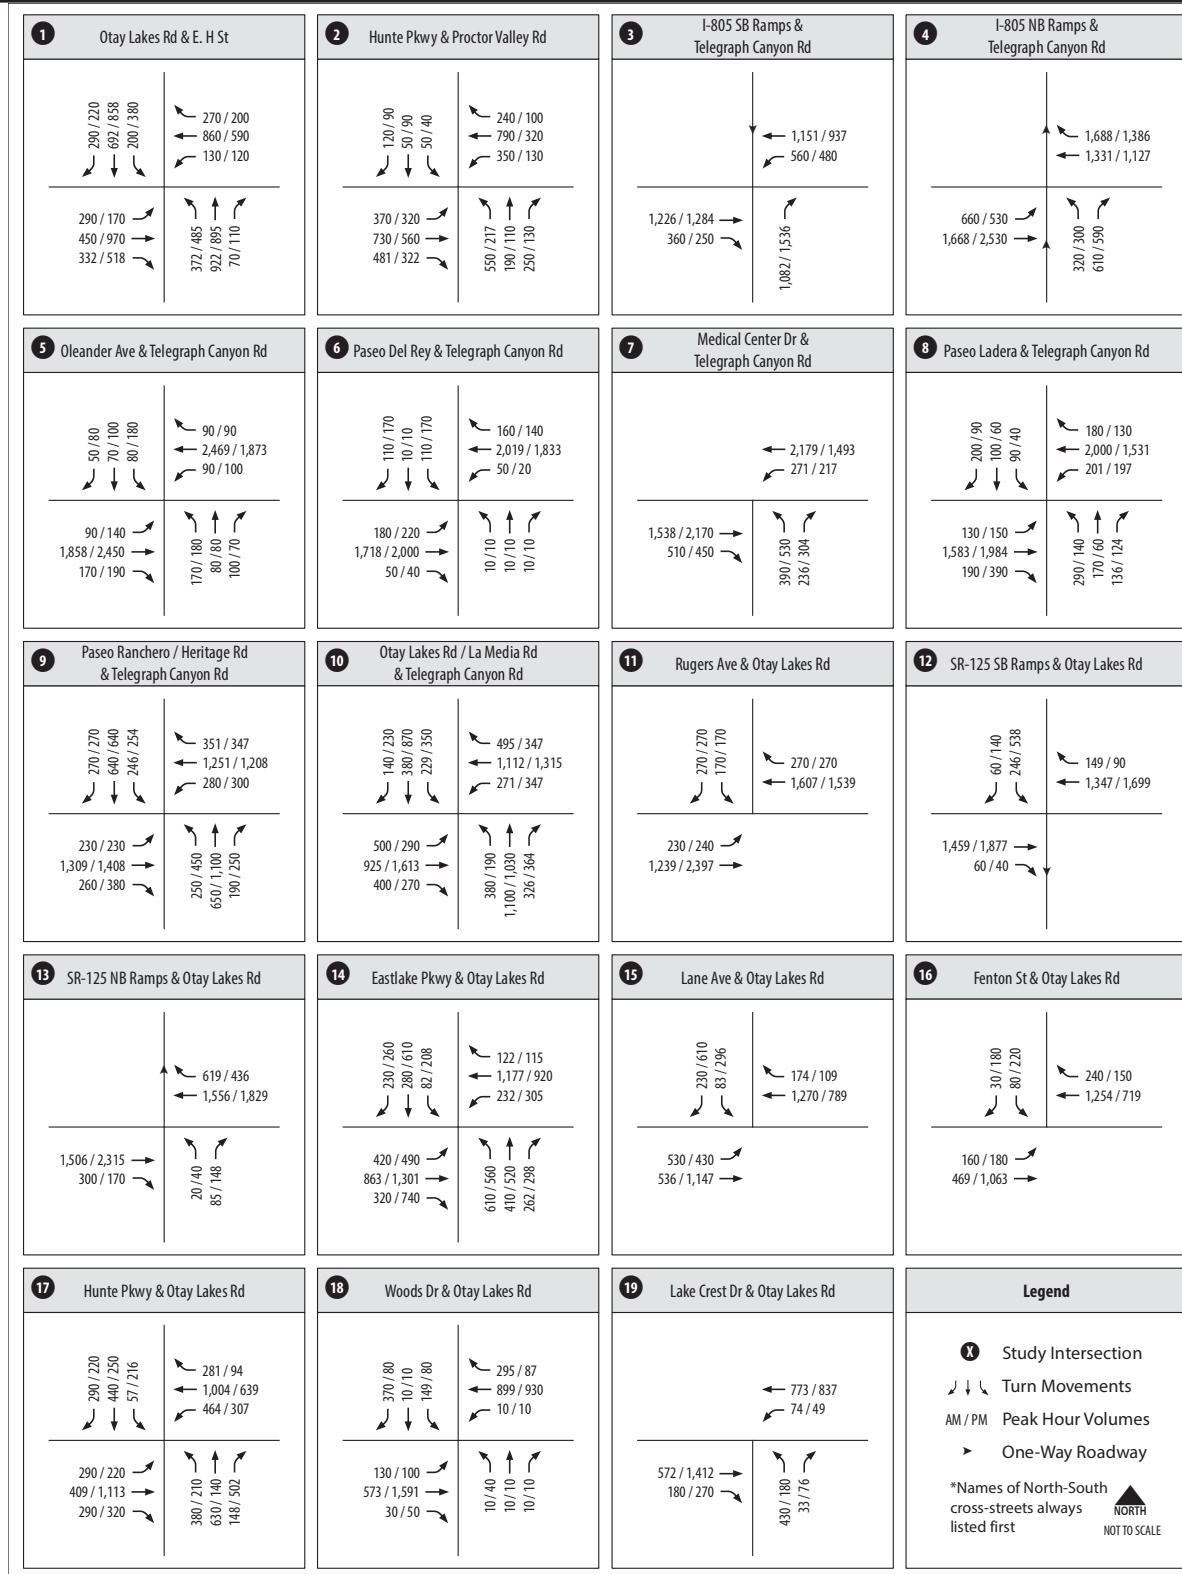 1
Otay Lakes Rd & E. H St
290 / 220
692 / 858
200 / 380
270 / 200
860 / 590
130 / 120
290 / 170
450 / 970
332 / 518
372 / 485
922 / 895
70 / 110
2
Hunte Pkwy & Proctor Valley Rd
120 / 90
50 / 90
50 / 40
240 / 100
790 / 320
350 / 130
370 / 320
730 / 560
481 / 322
550 / 217
190 / 110
250 / 130
3
I-805 SB Ramps &
Telegraph Canyon Rd
1,151 / 937
560 / 480
1,226 / 1,284
360 / 250
1,082 / 1,536
4
I-805 NB Ramps &
Telegraph Canyon Rd
1,688 / 1,386
1,331 / 1,127
660 / 530
1,668 / 2,530
320 / 300
610 / 590
5
Oleander Ave & Telegraph Canyon Rd
50 / 80
70 / 100
80 / 180
90 / 90
2,469 / 1,873
90 / 100
90 / 140
1,858 / 2,450
170 / 190
170 / 180
80 / 80
100 / 70
6
Paseo Del Rey & Telegraph Canyon Rd
110 / 170
10 / 10
110 / 170
160 / 140
2,019 / 1,833
50 / 20
180 / 220
1,718 / 2,000
50 / 40
10 / 10
10 / 10
10 / 10
7
Medical Center Dr &
Telegraph Canyon Rd
2,179 / 1,493
271 / 217
1,538 / 2,170
510 / 450
390 / 530
236 / 304
8
Paseo Ladera & Telegraph Canyon Rd
200 / 90
100 / 60
90 / 40
180 / 130
2,000 / 1,531
201 / 197
130 / 150
1,583 / 1,984
190 / 390
290 / 140
170 / 60
136 / 124
9
Paseo Ranchero / Heritage Rd
& Telegraph Canyon Rd
270 / 270
640 / 640
246 / 254
351 / 347
1,251 / 1,208
280 / 300
230 / 230
1,309 / 1,408
260 / 380
250 / 450
650 / 1,100
190 / 250
10
Otay Lakes Rd / La Media Rd
& Telegraph Canyon Rd
140 / 230
380 / 870
229 / 350
495 / 347
1,112 / 1,315
271 / 347
500 / 290
925 / 1,613
400 / 270
380 / 190
1,100 / 1,030
326 / 364
11
Rugers Ave & Otay Lakes Rd
270 / 270
170 / 170
270 / 270
1,607 / 1,539
230 / 240
1,239 / 2,397
12
SR-125 SB Ramps & Otay Lakes Rd
60 / 140
246 / 538
149 / 90
1,347 / 1,699
1,459 / 1,877
60 / 40
13
SR-125 NB Ramps & Otay Lakes Rd
619 / 436
1,556 / 1,829
1,506 / 2,315
300 / 170
20 / 40
85 / 148
14
Eastlake Pkwy & Otay Lakes Rd
230 / 260
280 / 610
82 / 208
122 / 115
1,177 / 920
232 / 305
420 / 490
863 / 1,301
320 / 740
610 / 560
410 / 520
262 / 298
15
Lane Ave & Otay Lakes Rd
230 / 610
83 / 296
174 / 109
1,270 / 789
530 / 430
536 / 1,147
16
Fenton St & Otay Lakes Rd
30 / 180
80 / 220
240 / 150
1,254 / 719
160 / 180
469 / 1,063
17
Hunte Pkwy & Otay Lakes Rd
290 / 220
440 / 250
57 / 216
281 / 94
1,004 / 639
464 / 307
290 / 220
409 / 1,113
290 / 320
380 / 210
630 / 140
148 / 502
18
Woods Dr & Otay Lakes Rd
370 / 80
10 / 10
149 / 80
295 / 87
899 / 930
10 / 10
130 / 100
573 / 1,591
30 / 50
10 / 40
10 / 10
10 / 10
19
Lake Crest Dr & Otay Lakes Rd
773 / 837
74 / 49
572 / 1,412
180 / 270
430 / 180
33 / 76
Legend
X Study Intersection
Turn Movements
AM / PM Peak Hour Volumes
One-Way Roadway
*Names of North-South
cross-streets always
listed first
NORTH
NOT TO SCALE